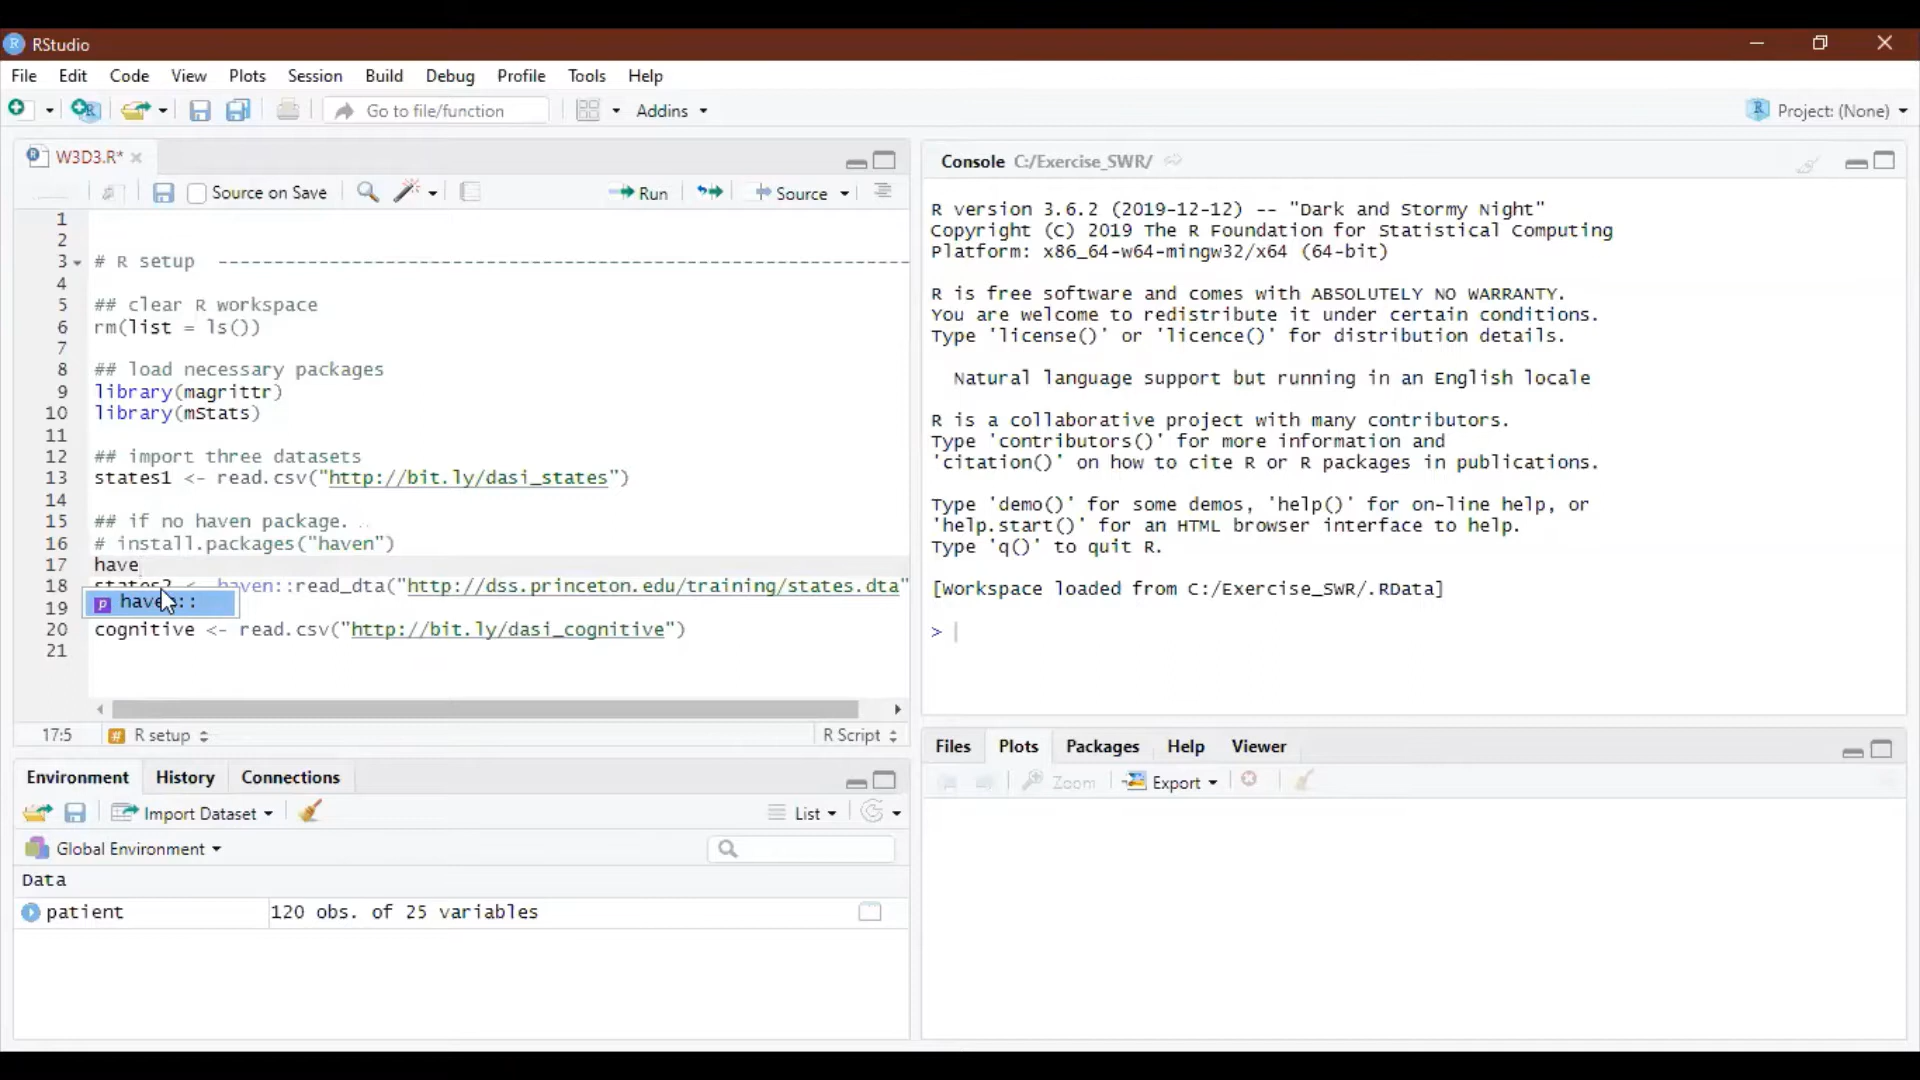 RStudio
File Edit Code View Plots Session Build Debug Profile Tools Help
Go to file/function Addins Project: (None)
W3D3.R*
Source on Save Run Source
1
2
3 # R setup ---------------------------------------------------------------
4
5 ## clear R workspace
6 rm(list = ls())
7
8 ## load necessary packages
9 library(magrittr)
10 library(mStats)
11
12 ## import three datasets
13 states1 <- read.csv("http://bit.ly/dasi_states")
14
15 ## if no haven package. ..
16 # install.packages("haven")
17 have
18 states2 <- haven::read_dta("http://dss.princeton.edu/training/states.dta"
haven::
19
20 cognitive <- read.csv("http://bit.ly/dasi_cognitive")
21
17:5 # R setup R Script
Console C:/Exercise_SWR/
R version 3.6.2 (2019-12-12) -- "Dark and Stormy Night"
Copyright (C) 2019 The R Foundation for Statistical Computing
Platform: x86_64-w64-mingw32/x64 (64-bit)
R is free software and comes with ABSOLUTELY NO WARRANTY.
You are welcome to redistribute it under certain conditions.
Type 'license()' or 'licence()' for distribution details.
Natural language support but running in an English locale
R is a collaborative project with many contributors.
Type 'contributors()' for more information and
'citation()' on how to cite R or R packages in publications.
Type 'demo()' for some demos, 'help()' for on-line help, or
'help.start()' for an HTML browser interface to help.
Type 'q()' to quit R.
[Workspace loaded from C:/Exercise_SWR/.RData]
>
Environment History Connections
Import Dataset List
Global Environment
Data
patient 120 obs. of 25 variables
Files Plots Packages Help Viewer
Zoom Export